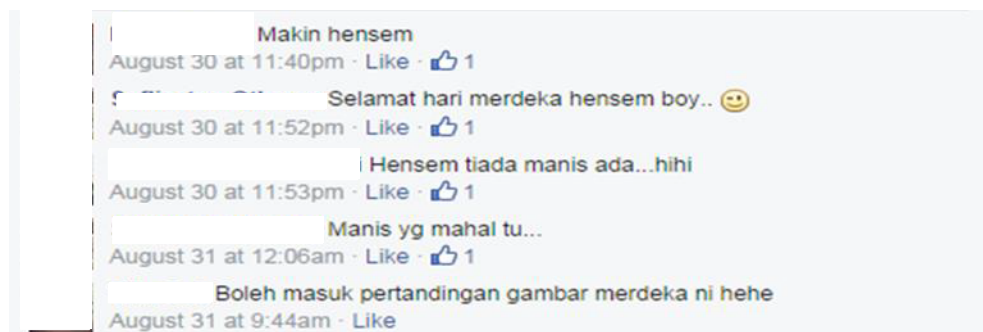 Makin hensem
August 30 at 11:40pm · Like · 1
Selamat hari merdeka hensem boy..
August 30 at 11:52pm · Like · 1
Hensem tiada manis ada...hihi
August 30 at 11:53pm · Like · 1
Manis yg mahal tu...
August 31 at 12:06am · Like · 1
Boleh masuk pertandingan gambar merdeka ni hehe
August 31 at 9:44am · Like